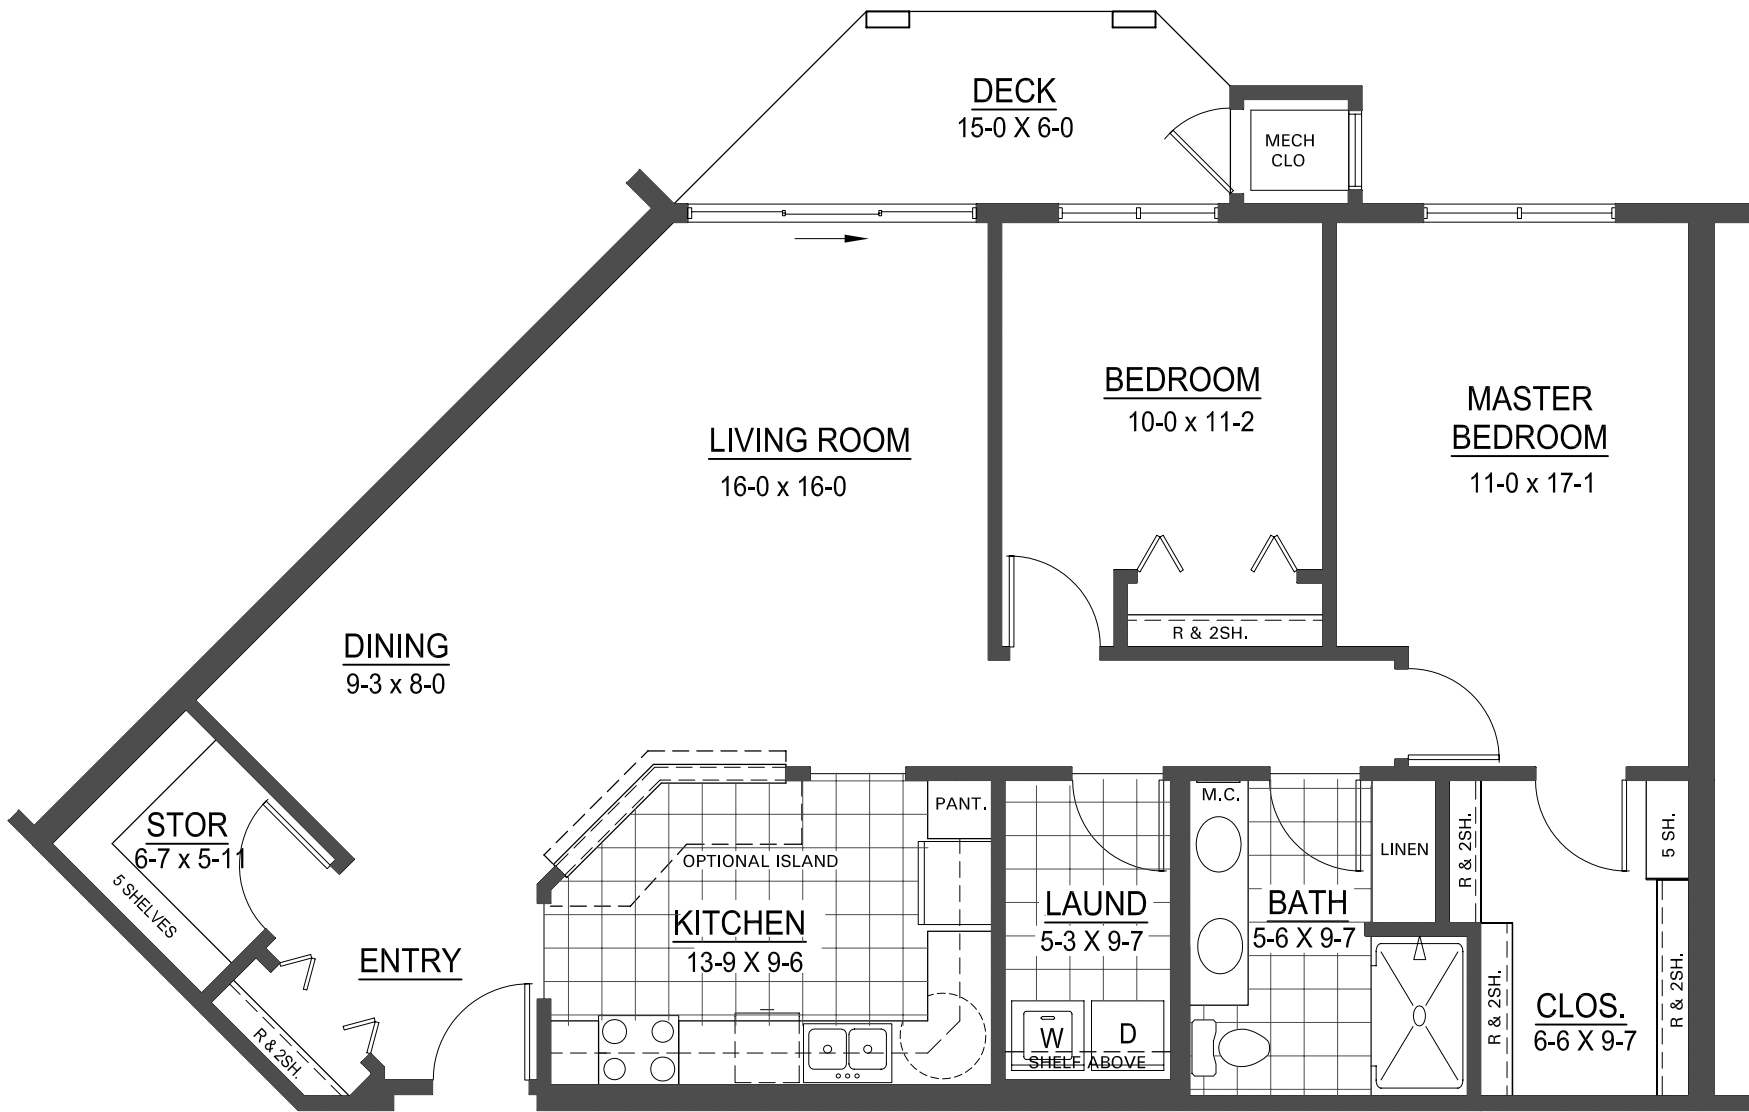 DECK
15-0 X 6-0
MECH
CLO
BEDROOM
10-0 x 11-2
MASTER
BEDROOM
11-0 x 17-1
LIVING ROOM
16-0 x 16-0
R & 2SH.
DINING
9-3 x 8-0
STOR
6-7 x 5-11
5 SHELVES
ENTRY
R & 2SH.
OPTIONAL ISLAND
PANT.
KITCHEN
13-9 X 9-6
LAUND
5-3 X 9-7
W
D
SHELF ABOVE
M.C.
BATH
5-6 X 9-7
LINEN
R & 2SH.
5 SH.
R & 2SH.
R & 2SH.
CLOS.
6-6 X 9-7